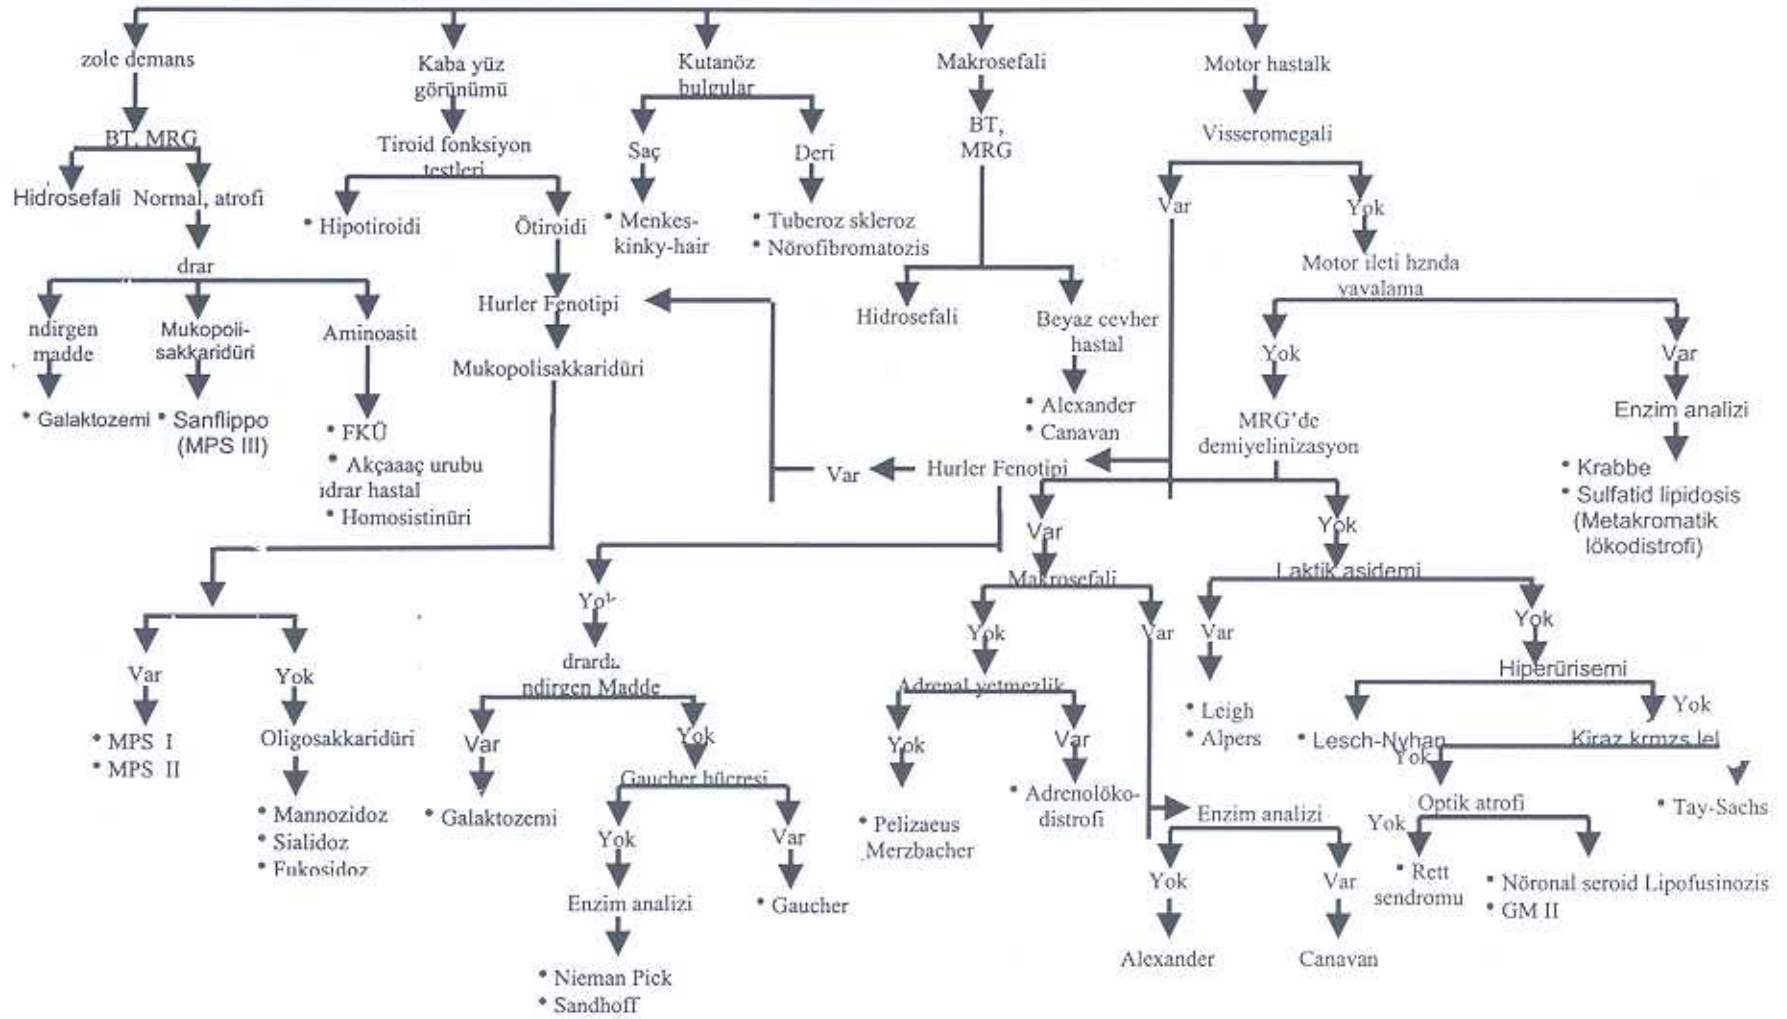 zole demans
Kaba yüz
görünümü
Kutanöz
bulgular
Makrosefali
Motor hastalk
BT, MRG
Tiroid fonksiyon
testleri
Saç
Deri
BT,
MRG
Visseromegali
Hidrosefali
Normal, atrofi
• Hipotiroidi
Ötiroidi
• Menkes-
kinky-hair
• Tuberoz skleroz
• Nörofibromatozis
Var
Yok
drar
Motor ileti hznda
yavalama
Hurler Fenotipi
Hidrosefali
Beyaz cevher
hastal
ndirgen
madde
Mukopoli-
sakkaridüri
Aminoasit
Yok
Var
Mukopolisakkaridüri
• Alexander
• Canavan
MRG'de
demiyelinizasyon
Enzim analizi
• Galaktozemi
• Sanflippo
(MPS III)
• FKÜ
• Akçaaaç urubu
idrar hastal
• Homosistinüri
Var
Hurler Fenotipi
• Krabbe
• Sulfatid lipidosis
(Metakromatik
lökodistrofi)
Var
Yok
Makrosefali
Laktik asidemi
Yok
Yok
Var
Var
Yok
Var
Yok
drarda
ndirgen Madde
Adrenal yetmezlik
Hiperürisemi
Yok
• MPS I
• MPS II
Oligosakkaridüri
Var
Yok
Yok
Var
• Leigh
• Alpers
• Lesch-Nyhan
Kiraz krmzs lel
Yok
Gaucher hücresi
• Mannozidoz
• Sialidoz
• Fukosidoz
• Galaktozemi
Yok
Var
• Pelizaeus
Merzbacher
• Adrenolöko-
distrofi
Enzim analizi
Optik atrofi
• Tay-Sachs
Yok
Yok
Var
• Rett
sendromu
• Nöronal seroid Lipofusinozis
• GM II
Enzim analizi
• Gaucher
Alexander
Canavan
• Nieman Pick
• Sandhoff